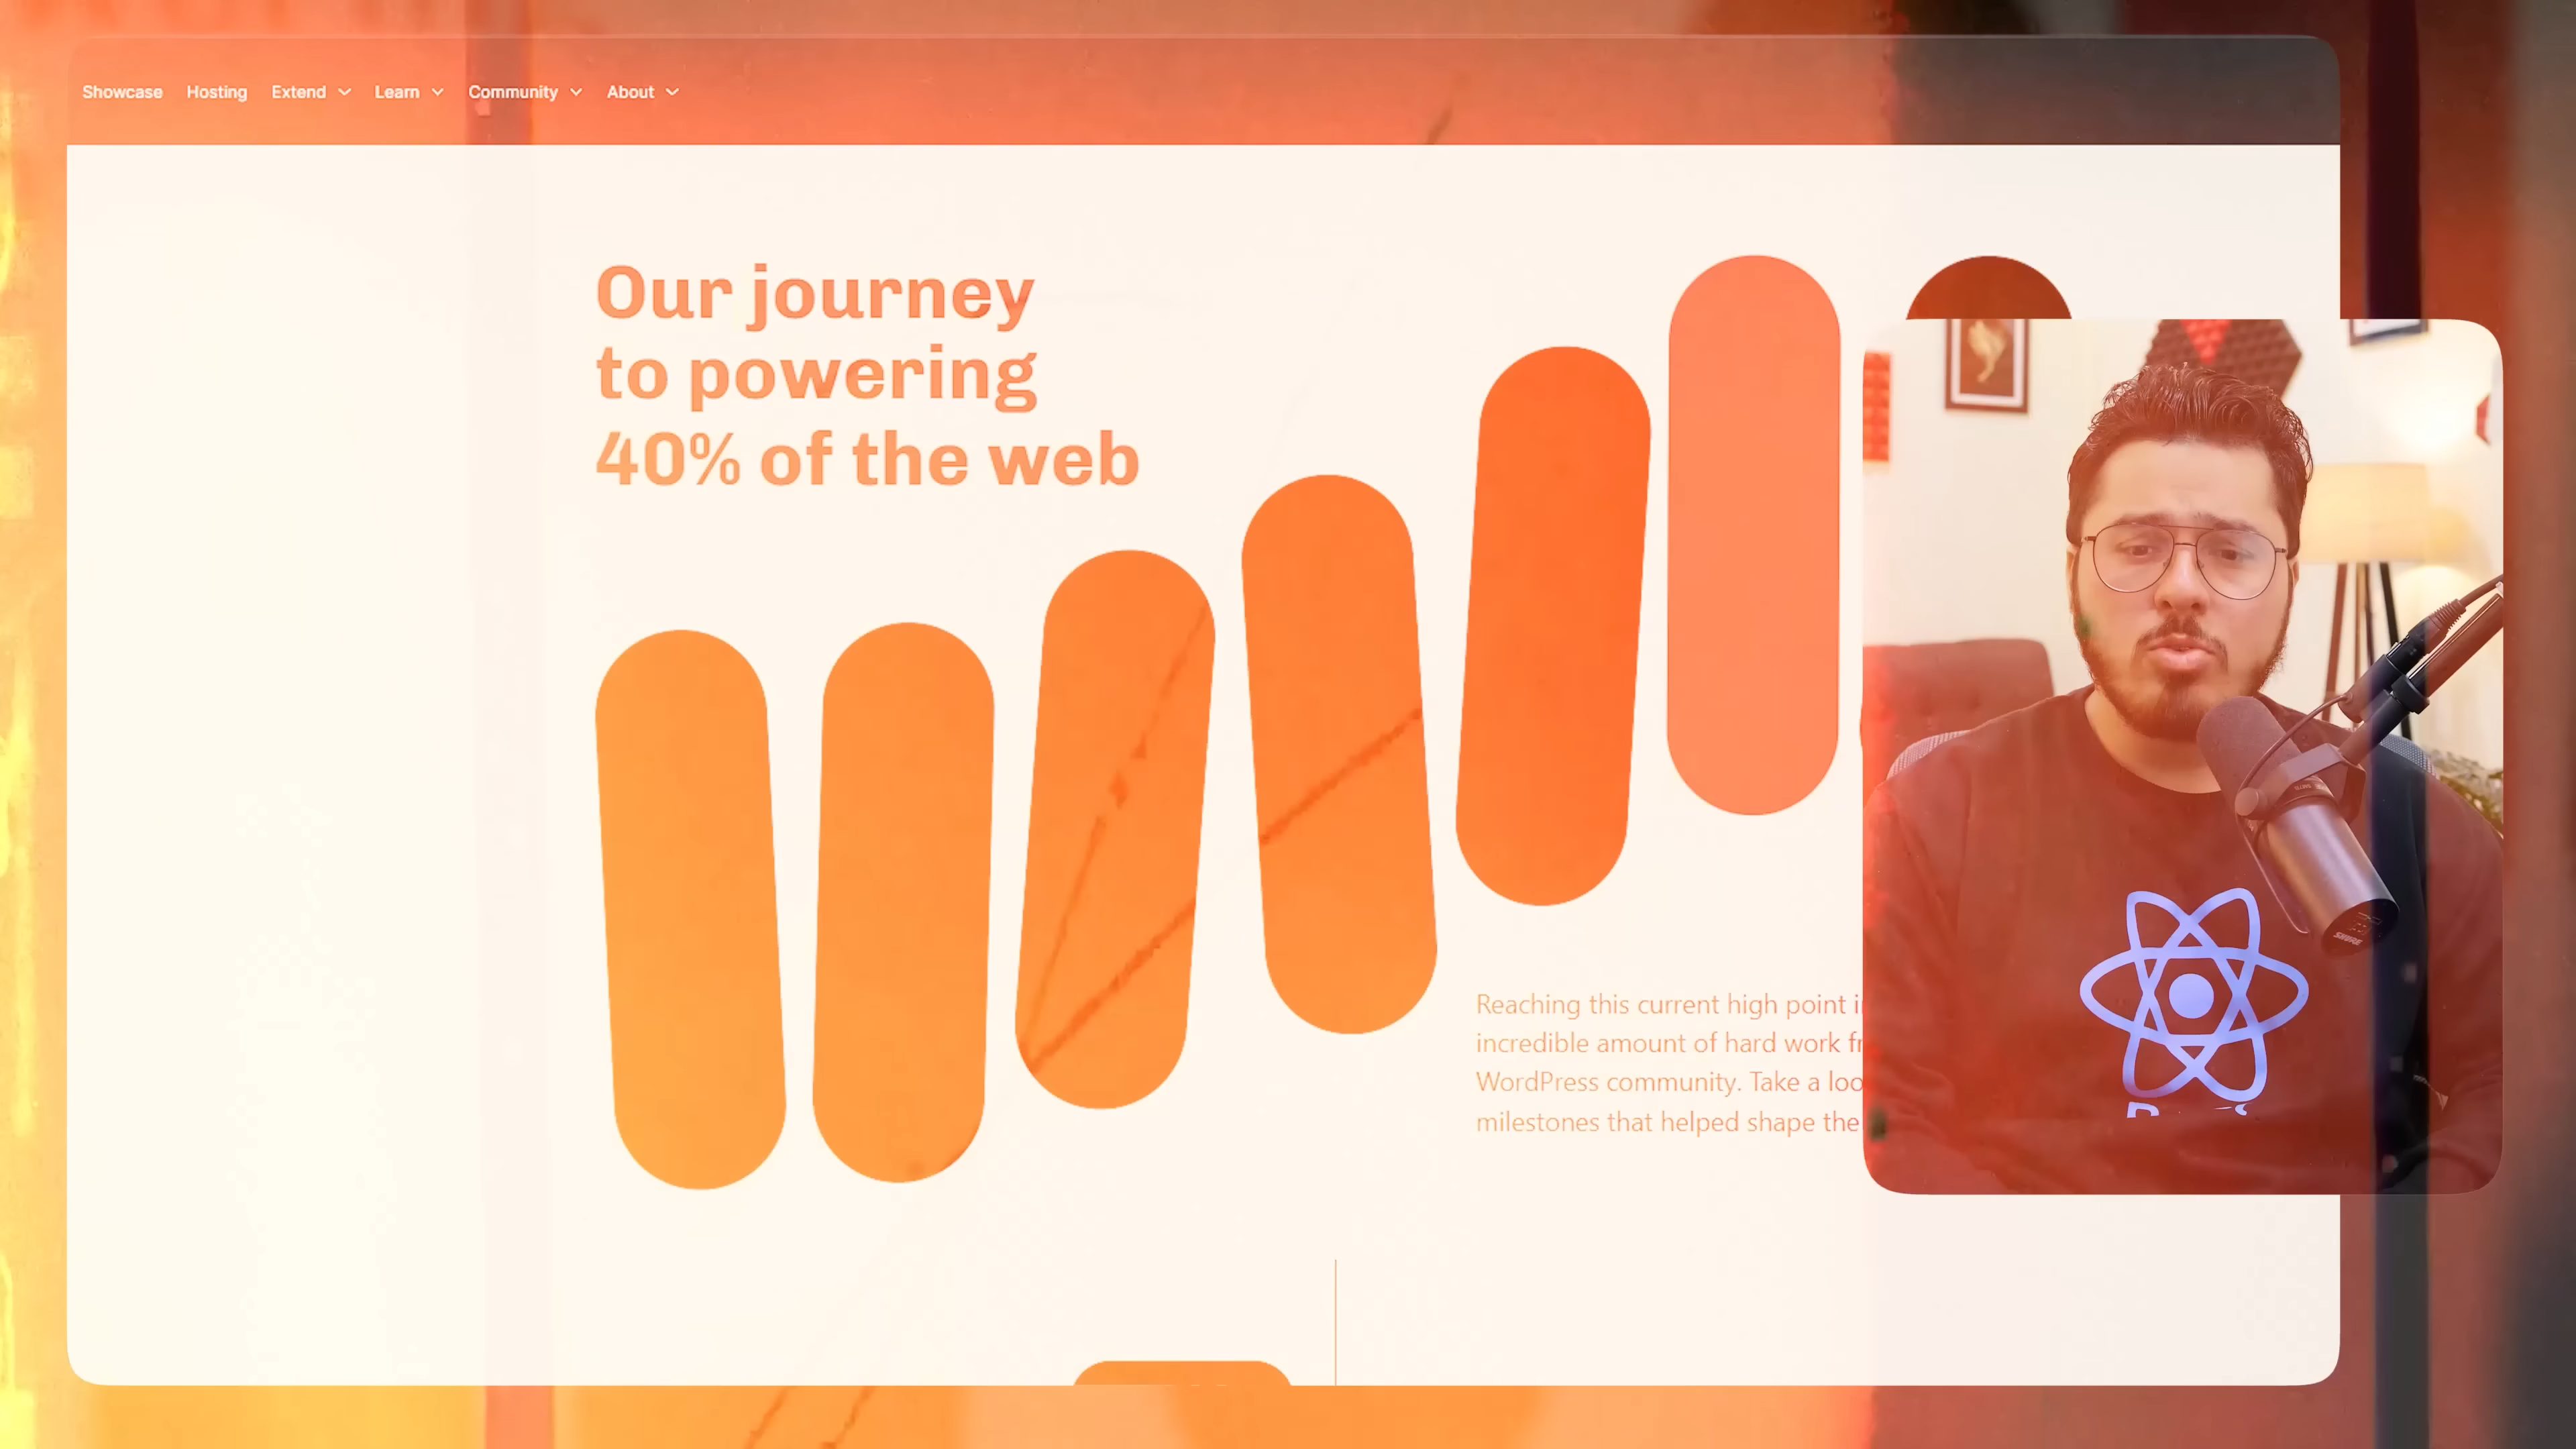 Showcase Hosting Extend Learn Community About
Our journey
to powering
40% of the web
Reaching this current high point
incredible amount of hard work
WordPress community. Take a
milestones that helped shape the
SHURE